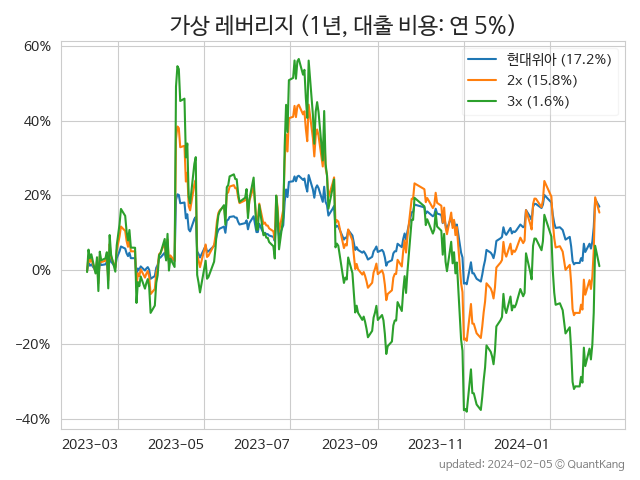 가상 레버리지 (1년, 대출 비용: 연 5%)
현대위아 (17.2%)
2x (15.8%)
3x (1.6%)
60%
40%
20%
0%
−20%
−40%
2023-03 2023-05 2023-07 2023-09 2023-11 2024-01
updated: 2024-02-05 © QuantKang